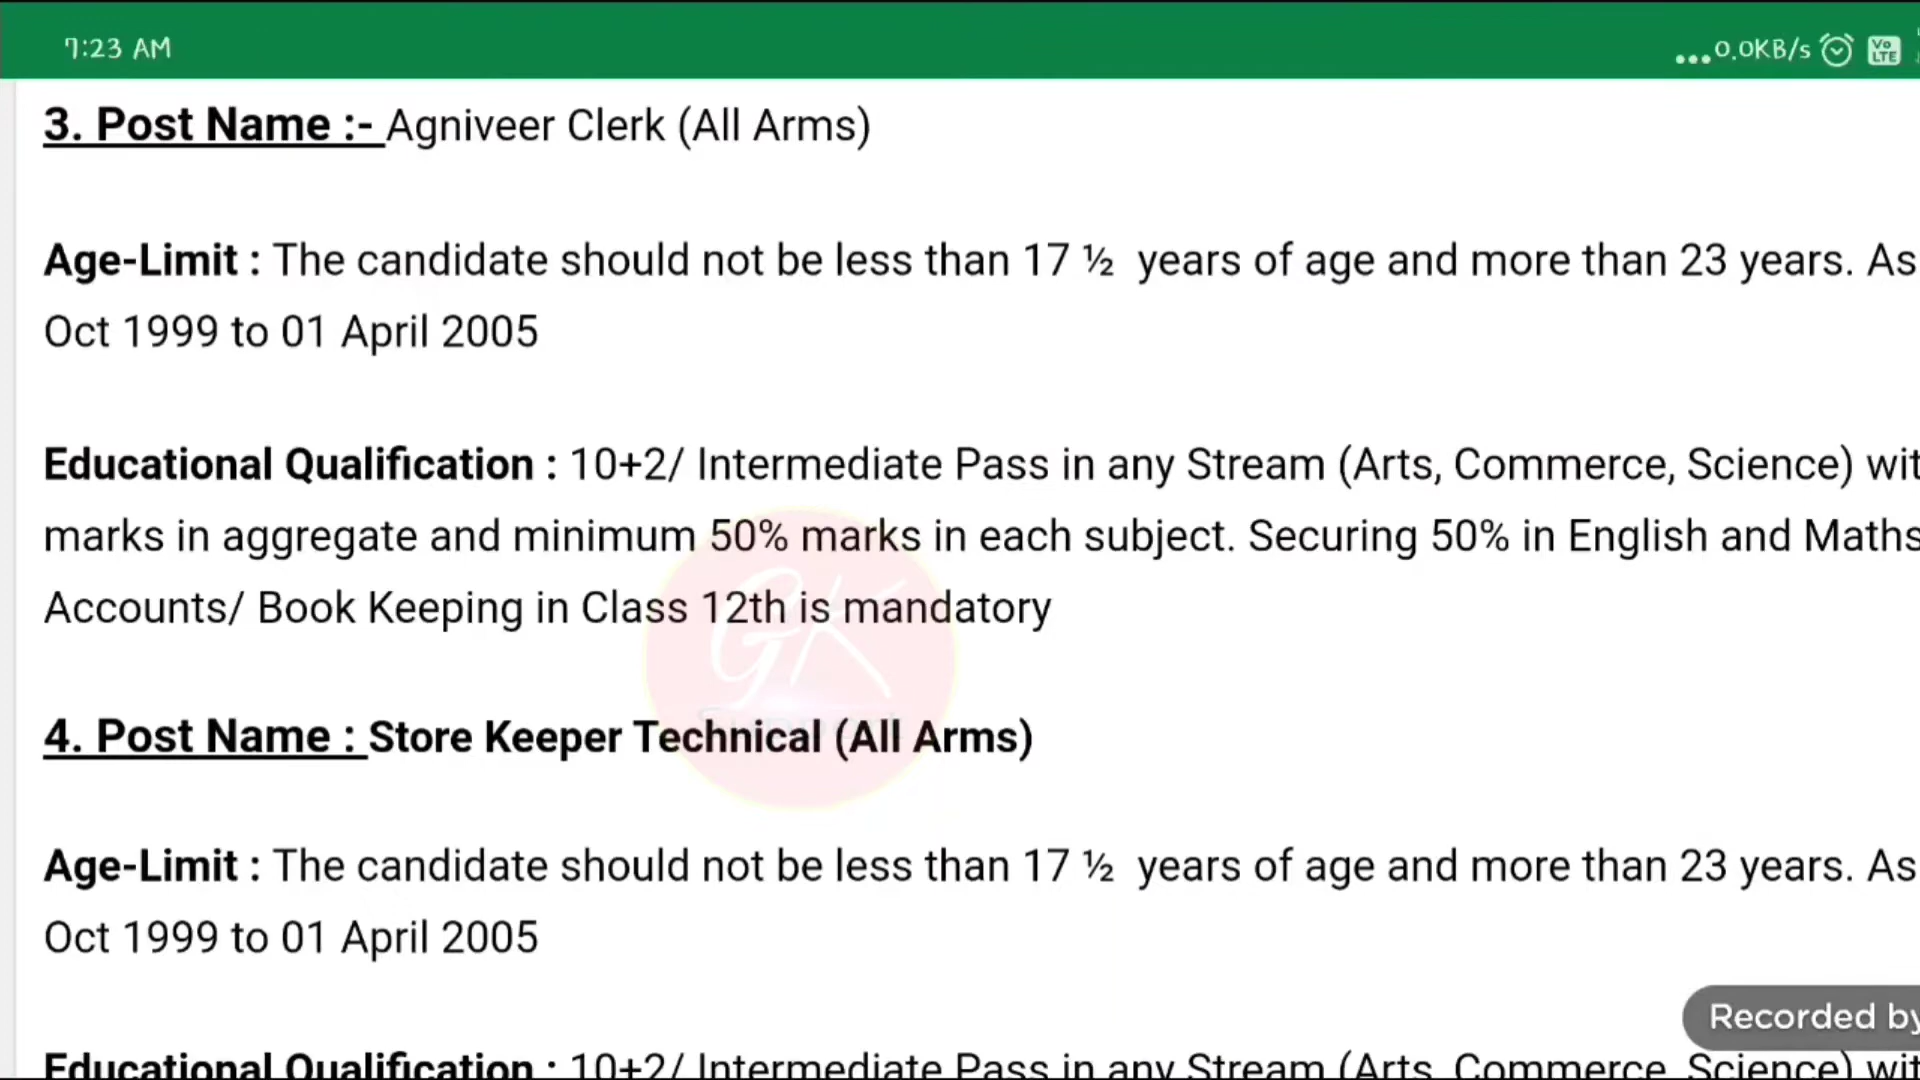 7:23 AM
...0.0KB/s
Vo LTE
3. Post Name :- Agniveer Clerk (All Arms)
Age-Limit : The candidate should not be less than 17 ½ years of age and more than 23 years. As
Oct 1999 to 01 April 2005
Educational Qualification : 10+2/ Intermediate Pass in any Stream (Arts, Commerce, Science) wit
marks in aggregate and minimum 50% marks in each subject. Securing 50% in English and Maths
Accounts/ Book Keeping in Class 12th is mandatory
GK
4. Post Name : Store Keeper Technical (All Arms)
Age-Limit : The candidate should not be less than 17 ½ years of age and more than 23 years. As
Oct 1999 to 01 April 2005
Recorded by
Educational Qualification : 10+2/ Intermediate Pass in any Stream (Arts, Commerce, Science) wit